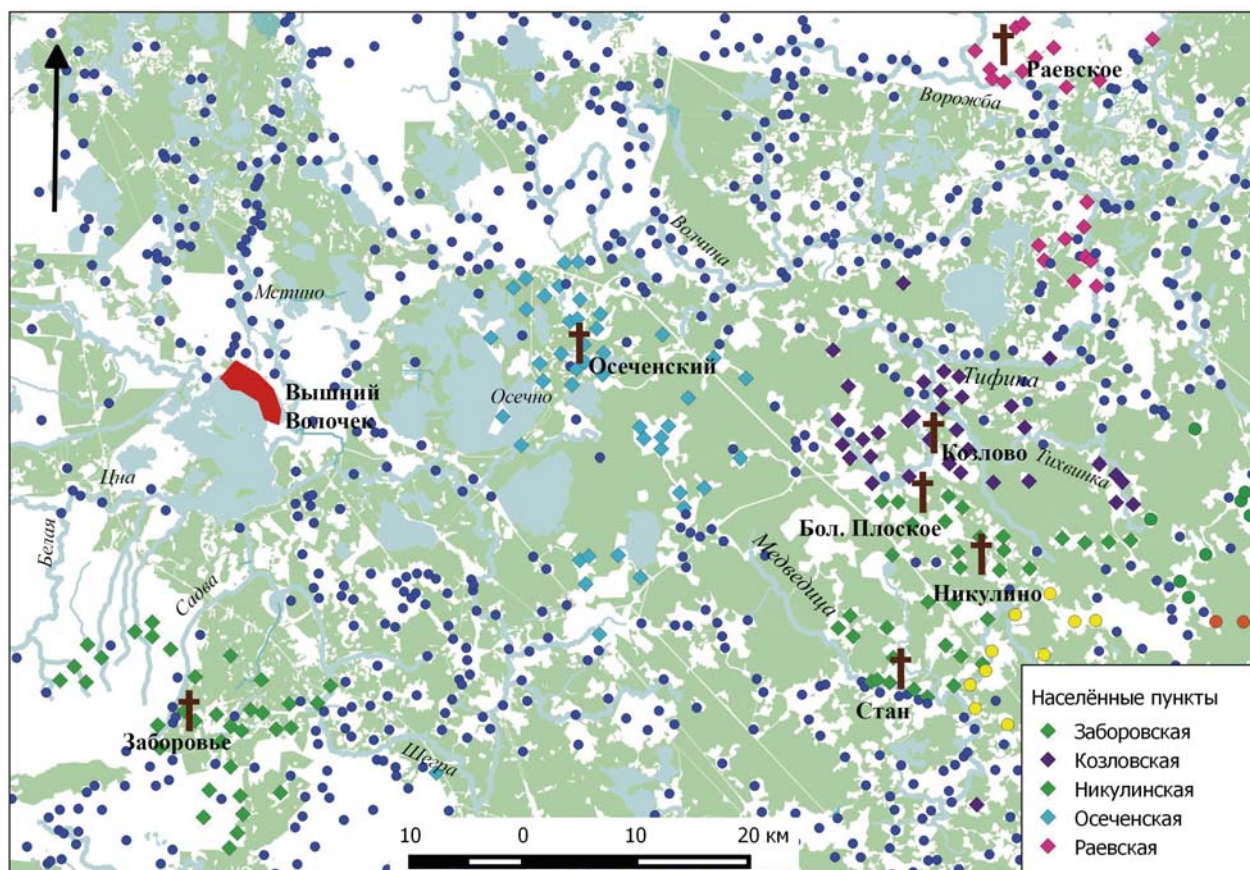 Раевское
Ворожба
Волчина
Мстино
Осеченский
Тифина
Вышний
Волочек
Осечно
Козлово
Тихвинка
Цна
Бол. Плоское
Белая
Медведица
Садва
Никулино
Стан
Заборовье
Шегра
Населённые пункты
Заборовская
Козловская
Никулинская
Осеченская
Раевская
10 0 10 20 км